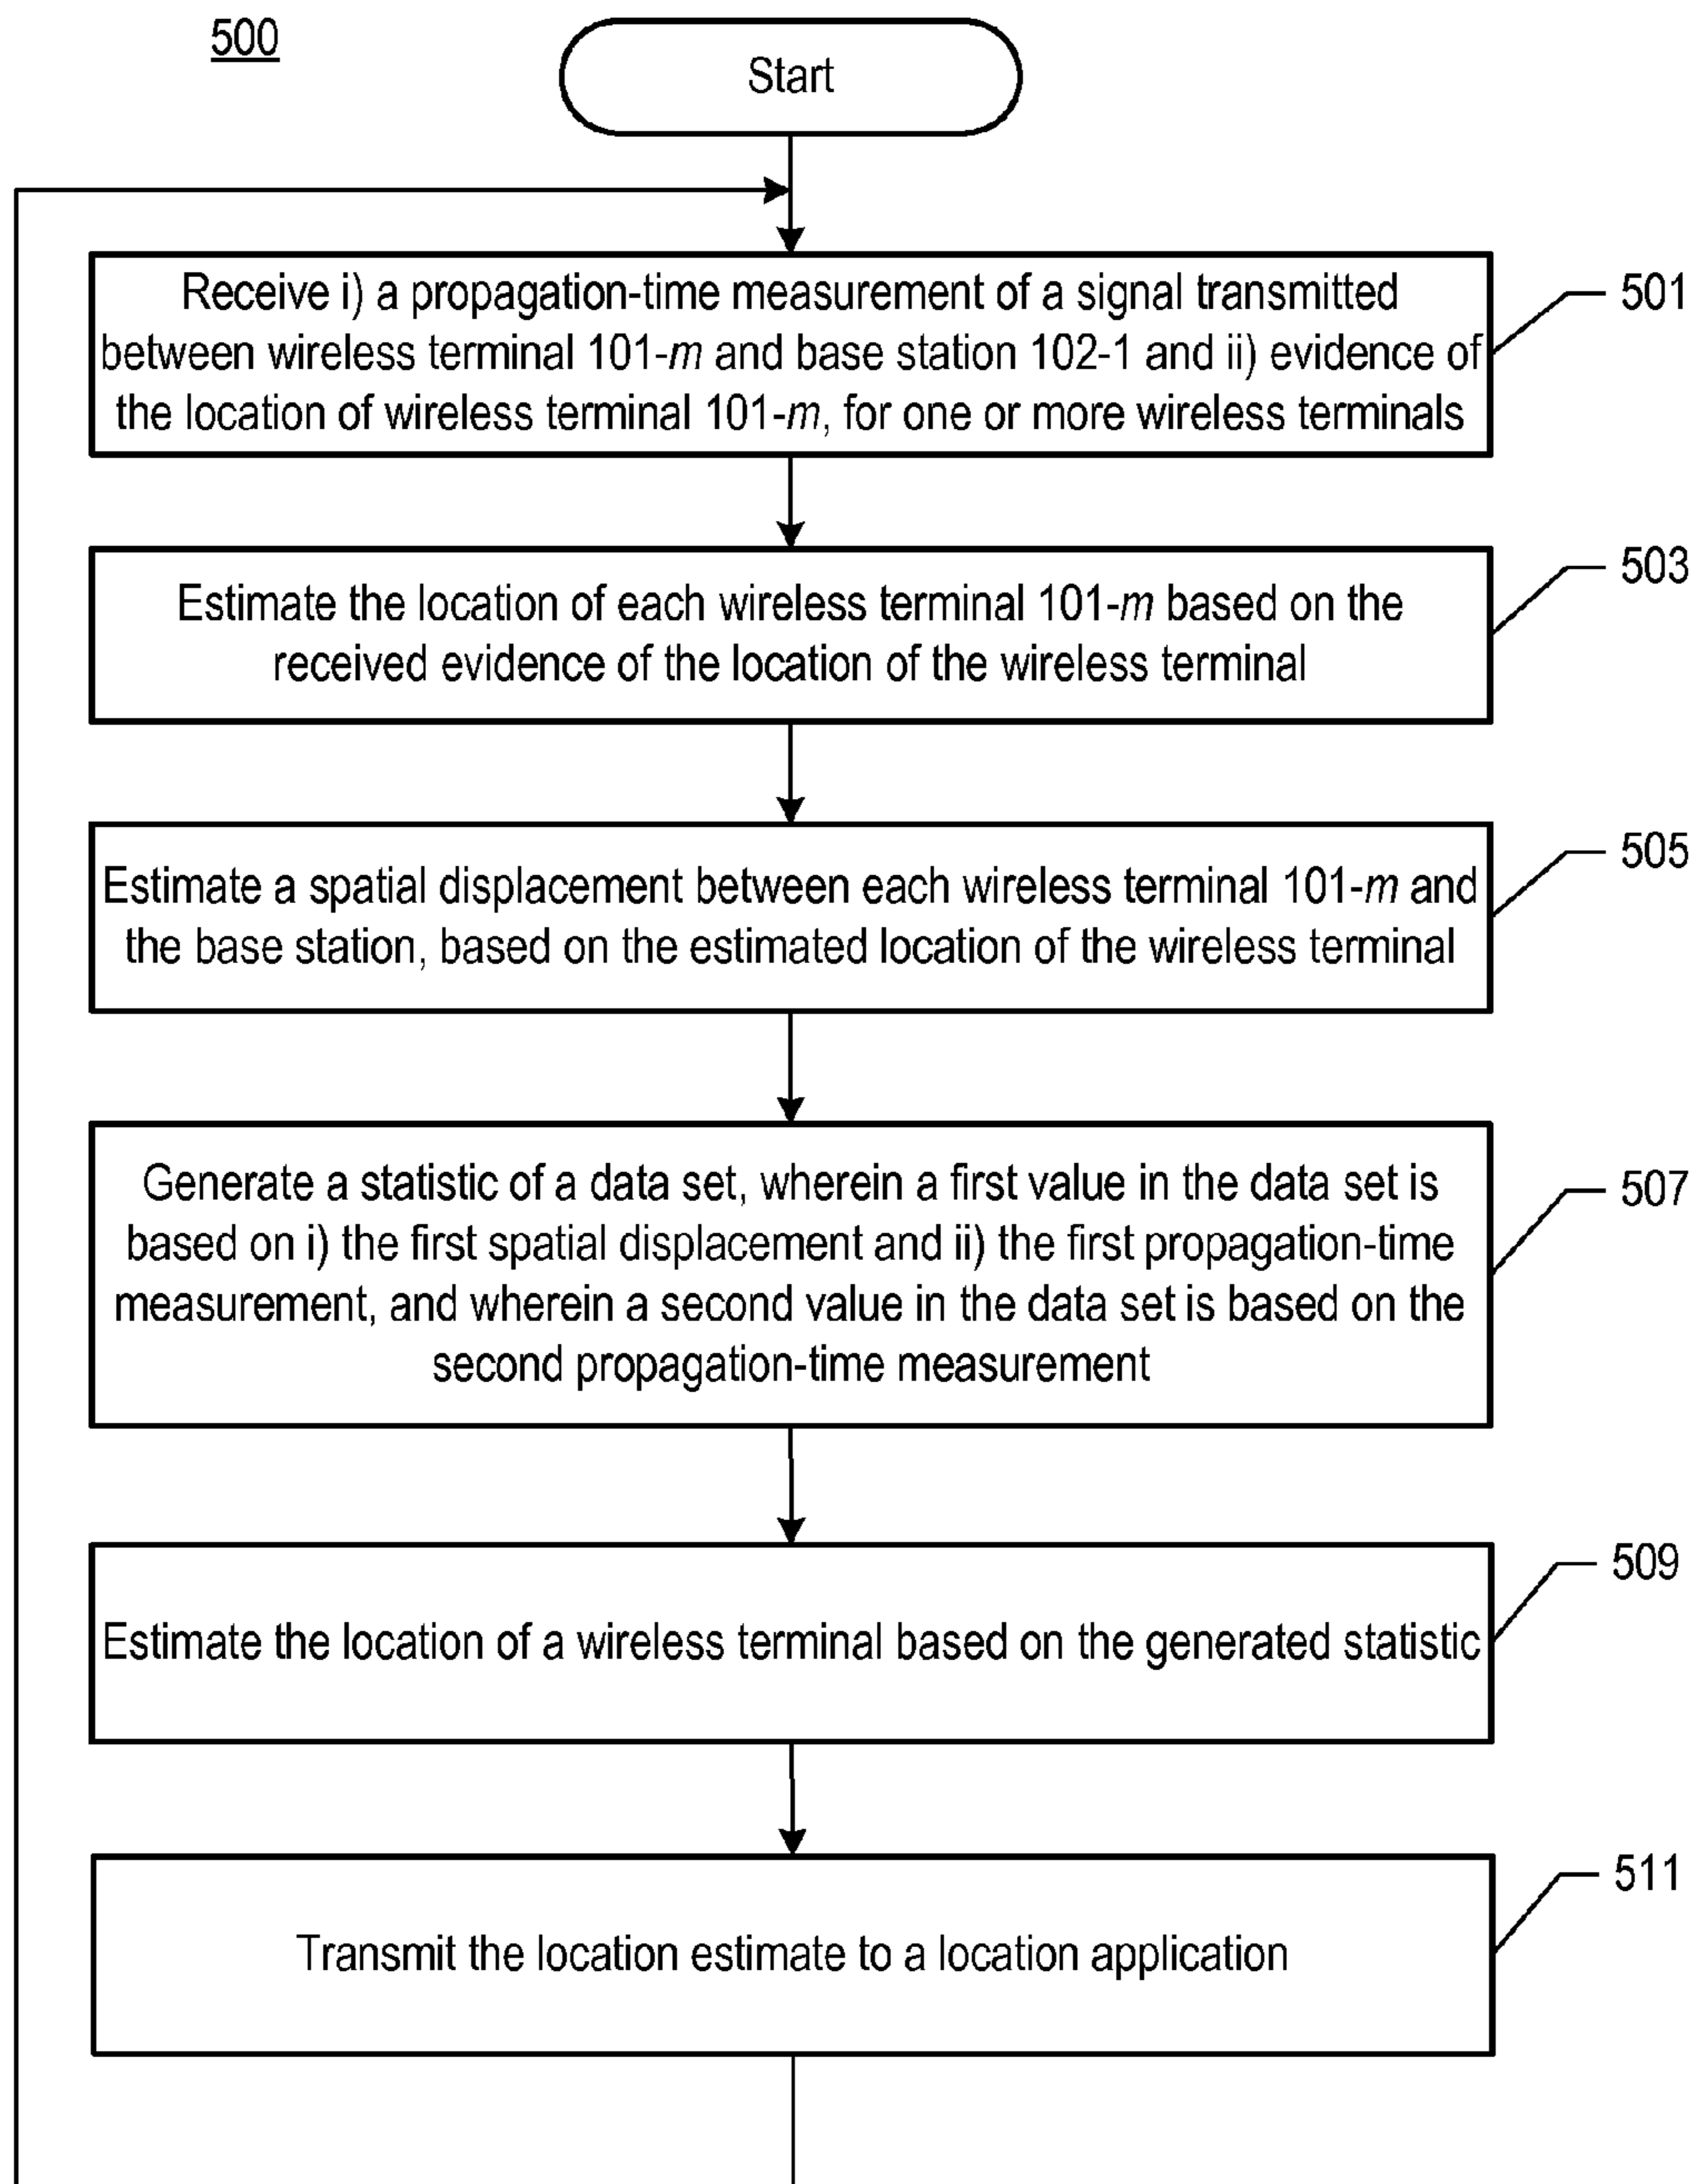 500
Start
Receive i) a propagation-time measurement of a signal transmitted
between wireless terminal 101-m and base station 102-1 and ii) evidence of
the location of wireless terminal 101-m, for one or more wireless terminals
501
Estimate the location of each wireless terminal 101-m based on the
received evidence of the location of the wireless terminal
503
Estimate a spatial displacement between each wireless terminal 101-m and
the base station, based on the estimated location of the wireless terminal
505
Generate a statistic of a data set, wherein a first value in the data set is
based on i) the first spatial displacement and ii) the first propagation-time
measurement, and wherein a second value in the data set is based on the
second propagation-time measurement
507
Estimate the location of a wireless terminal based on the generated statistic
509
Transmit the location estimate to a location application
511